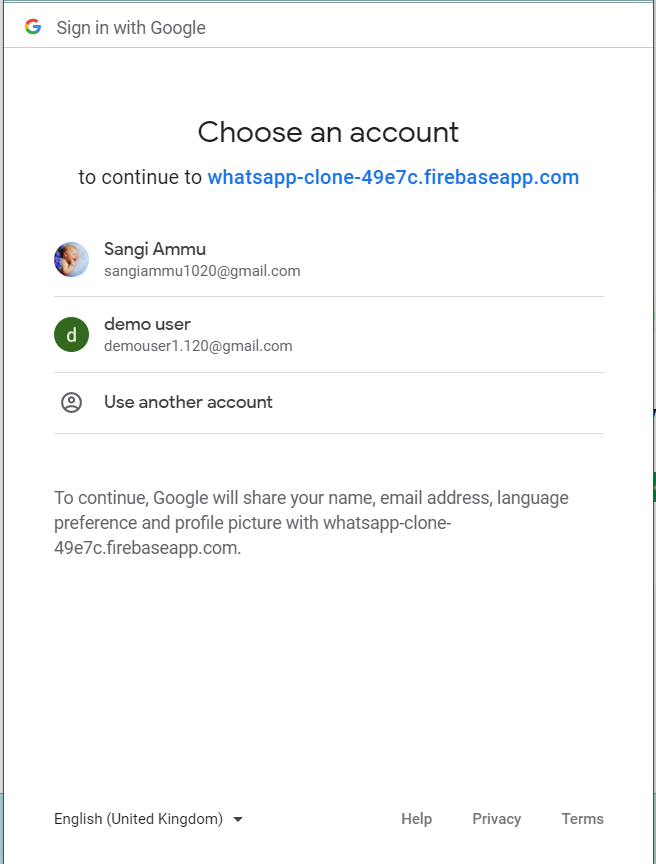 Sign in with Google
Choose an account
to continue to whatsapp-clone-49e7c.firebaseapp.com
Sangi Ammu
sangiammu1020@gmail.com
d
demo user
demouser1.120@gmail.com
Use another account
To continue, Google will share your name, email address, language
preference and profile picture with whatsapp-clone-
49e7c.firebaseapp.com.
English (United Kingdom)
Help
Privacy
Terms